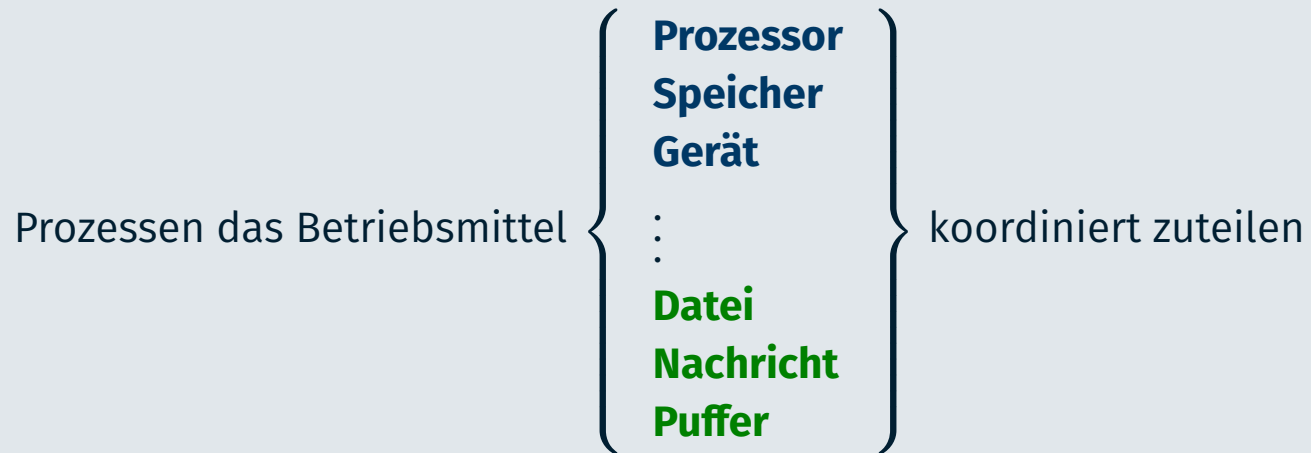 Prozessor
Speicher
Gerät
Prozessen das Betriebsmittel koordiniert zuteilen
Datei
Nachricht
Puffer